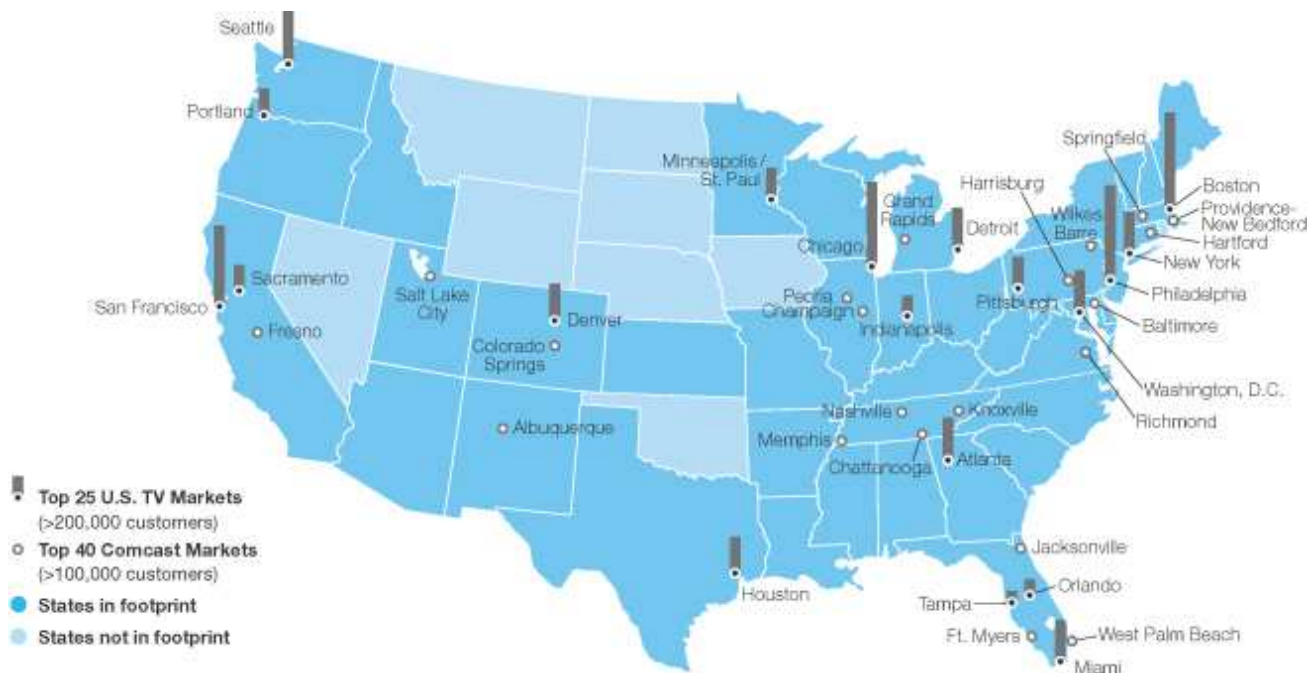 Seattle
Portland
Minneapolis /
St. Paul
Springfield
Harrisburg
Grand
Rapids
Wilkes
Barre
Boston
Providence-
New Bedford
Detroit
Hartford
Chicago
New York
Sacramento
San Francisco
Salt Lake
City
Peoria
Champaign
Pittsburgh
Philadelphia
Denver
Indianapolis
Baltimore
Fresno
Colorado
Springs
Washington, D.C.
Richmond
Nashville
Knoxville
Albuquerque
Memphis
Chattanooga
Atlanta
Top 25 U.S. TV Markets
(>200,000 customers)
Top 40 Comcast Markets
(>100,000 customers)
States in footprint
States not in footprint
Jacksonville
Houston
Orlando
Tampa
Ft. Myers
West Palm Beach
Miami